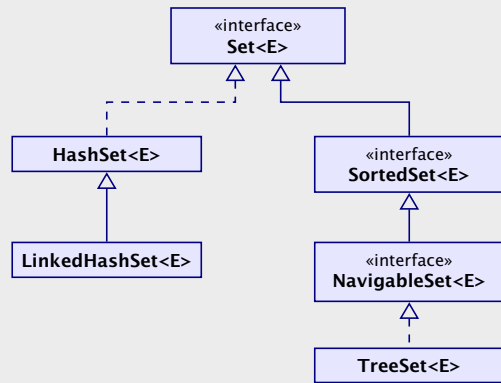 «interface»
Set<E>
HashSet<E>
«interface»
SortedSet<E>
LinkedHashSet<E>
«interface»
NavigableSet<E>
TreeSet<E>